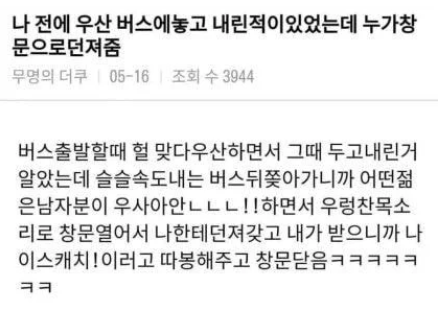 나 전에 우산 버스에놓고 내린적이있었는데 누가창
문으로던져줌
무명의 더쿠 | 05-16 | 조회 수 3944
버스출발할때 헐 맞다우산하면서 그때 두고내린거
알았는데 슬슬속도내는 버스뒤쫒아가니까 어떤젊
은남자분이 우사아안ㄴㄴㄴ!!하면서 우렁찬목소
리로 창문열어서 나한테던져갖고 내가 받으니까 나
이스캐치!이러고 따봉해주고 창문닫음ㅋㅋㅋㅋㅋ
ㅋㅋ